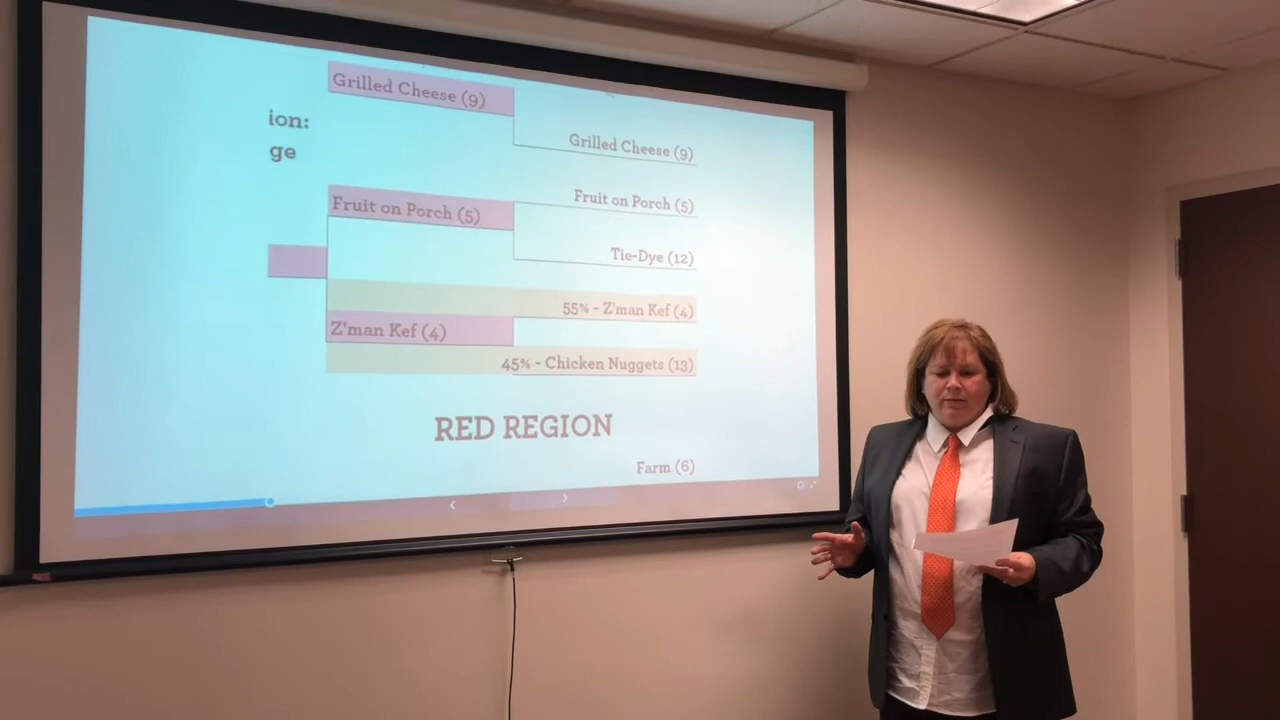 Grilled Cheese (9)
ion:
ge
Grilled Cheese (9)
Fruit on Porch (5)
Fruit on Porch (5)
Tie-Dye (12)
55% - Z'man Kef (4)
Z'man Kef (4)
45% - Chicken Nuggets (13)
RED REGION
Farm (6)